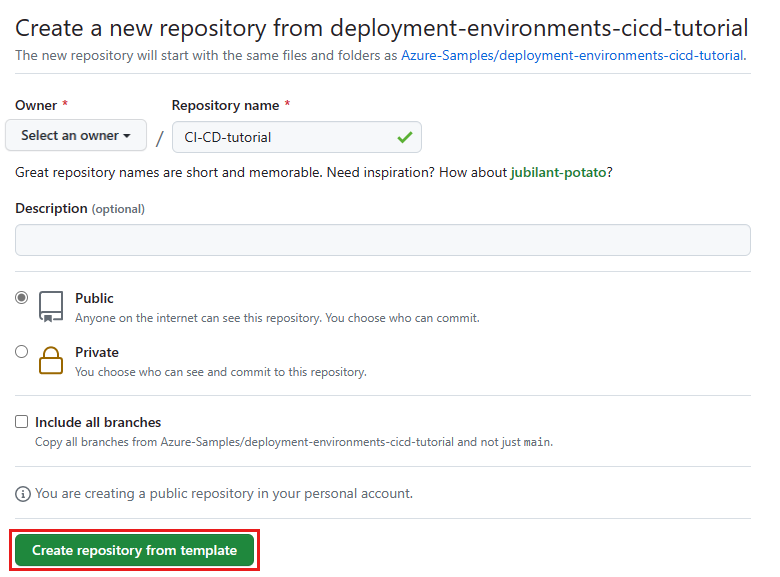 Create a new repository from deployment-environments-cicd-tutorial
The new repository will start with the same files and folders as Azure-Samples/deployment-environments-cicd-tutorial.
Owner * Repository name *
Select an owner / CI-CD-tutorial
Great repository names are short and memorable. Need inspiration? How about jubilant-potato?
Description (optional)
Public
Anyone on the internet can see this repository. You choose who can commit.
Private
You choose who can see and commit to this repository.
Include all branches
Copy all branches from Azure-Samples/deployment-environments-cicd-tutorial and not just main.
You are creating a public repository in your personal account.
Create repository from template